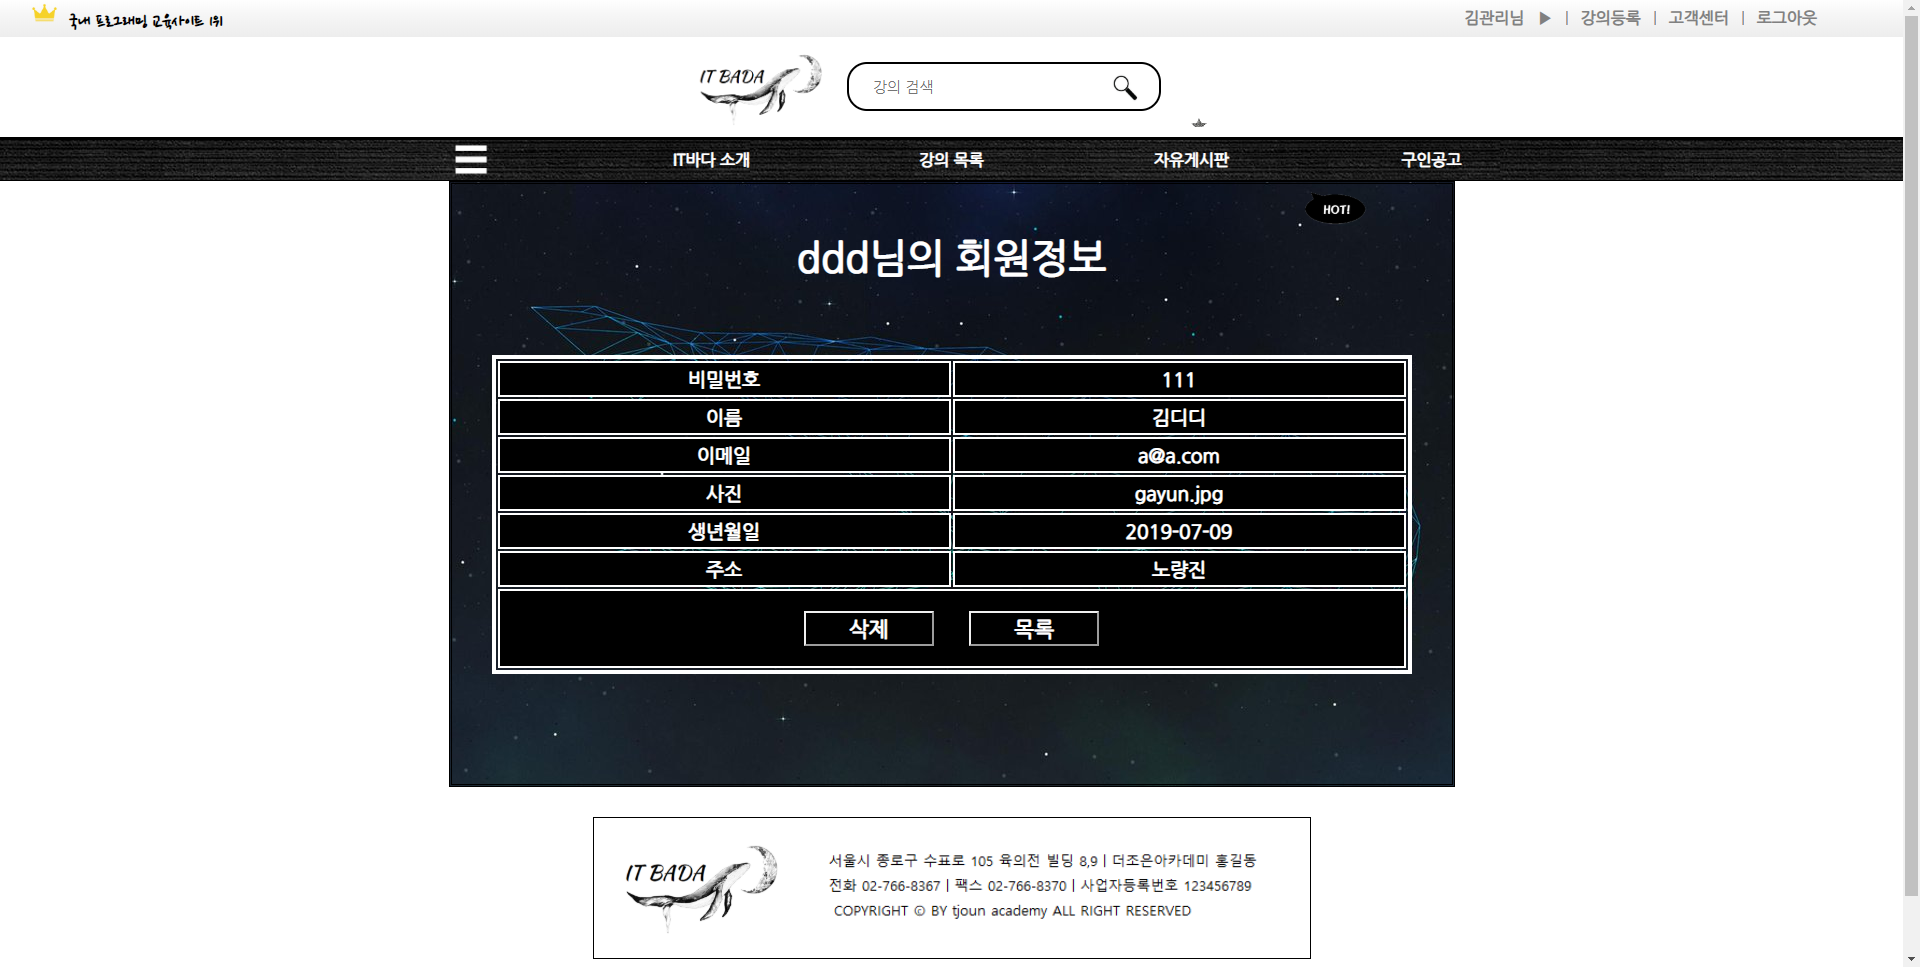 국내 프로그래밍 교육사이트 1위
김관리님 ▶ | 강의등록 | 고객센터 | 로그아웃
IT BADA
강의 검색
IT바다 소개 강의 목록 자유게시판 구인공고
HOT!
ddd님의 회원정보
비밀번호 111
이름 김디디
이메일 a@a.com
사진 gayun.jpg
생년월일 2019-07-09
주소 노량진
삭제 목록
IT BADA
서울시 종로구 수표로 105 육의전 빌딩 8,9 | 더조은아카데미 홍길동
전화 02-766-8367 | 팩스 02-766-8370 | 사업자등록번호 123456789
COPYRIGHT © BY tjoun academy ALL RIGHT RESERVED